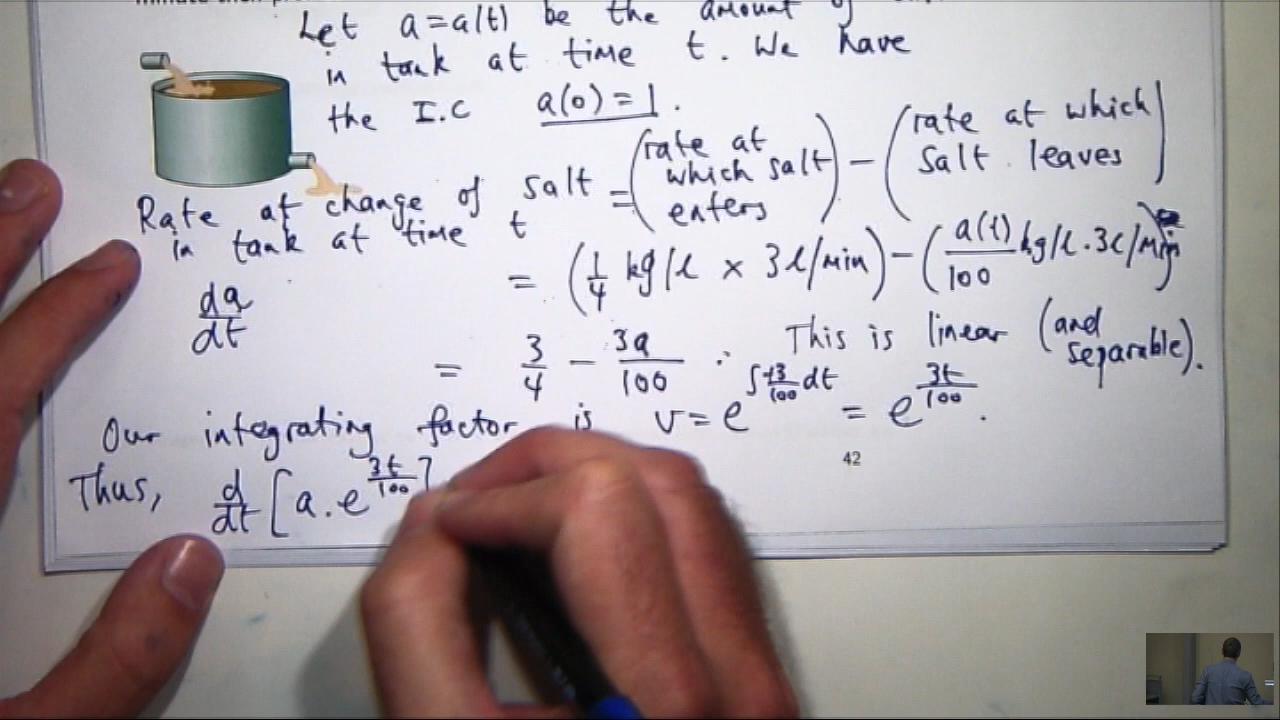 Let a = a(t) be the amount of
in tank at time t. We have
the I.C a(0) = 1.
Rate at change of salt = (rate at which salt enters) - (rate at which salt leaves)
in tank at time t
da/dt = (1/4 kg/l × 3l/min) - (a(t)/100 kg/l . 3l/min)
= 3/4 - 3a/100 : This is linear (and separable).
Our integrating factor is v = e^∫+3/100 dt = e^3t/100.
42
Thus, d/dt [a.e^3t/100]